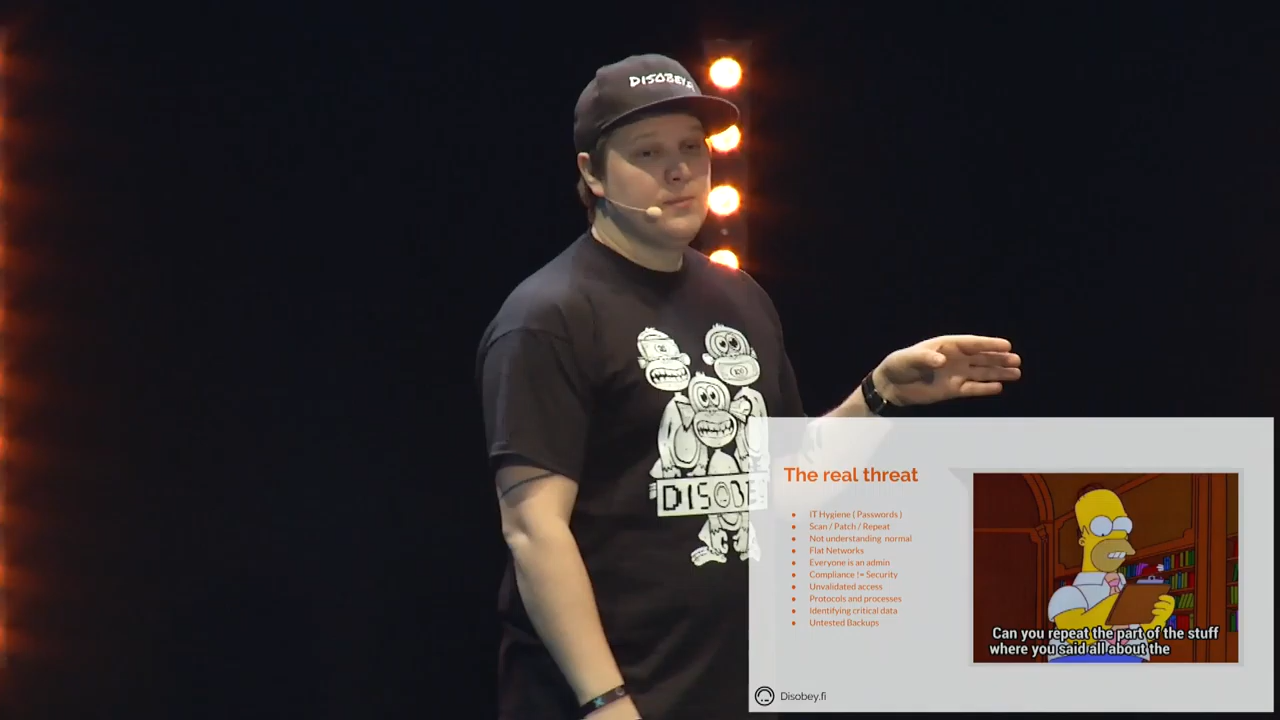 DISOBEY
DISOBE
The real threat
IT Hygiene ( Passwords )
Scan / Patch / Repeat
Not understanding normal
Flat Networks
Everyone is an admin
Compliance != Security
Unvalidated access
Protocols and processes
Identifying critical data
Untested Backups
Can you repeat the part of the stuff
where you said all about the
Disobey.fi